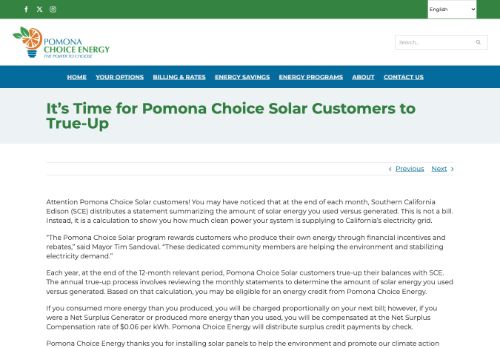 English
POMONA
CHOICE ENERGY
THE POWER TO CHOOSE
Search...
HOME YOUR OPTIONS BILLING & RATES ENERGY SAVINGS ENERGY PROGRAMS ABOUT CONTACT US
It's Time for Pomona Choice Solar Customers to
True-Up
Previous Next
Attention Pomona Choice Solar customers! You may have noticed that at the end of each month, Southern California
Edison (SCE) distributes a statement summarizing the amount of solar energy you used versus generated. This is not a bill.
Instead, it is a calculation to show you how much clean power your system is supplying to California's electricity grid.
"The Pomona Choice Solar program rewards customers who produce their own energy through financial incentives and
rebates," said Mayor Tim Sandoval. "These dedicated community members are helping the environment and stabilizing
electricity demand."
Each year, at the end of the 12-month relevant period, Pomona Choice Solar customers true-up their balances with SCE.
The annual true-up process involves reviewing the monthly statements to determine the amount of solar energy you used
versus generated. Based on that calculation, you may be eligible for an energy credit from Pomona Choice Energy.
If you consumed more energy than you produced, you will be charged proportionally on your next bill; however, if you
were a Net Surplus Generator or produced more energy than you used, you will be compensated at the Net Surplus
Compensation rate of $0.06 per kWh. Pomona Choice Energy will distribute surplus credit payments by check.
Pomona Choice Energy thanks you for installing solar panels to help the environment and promote our climate action